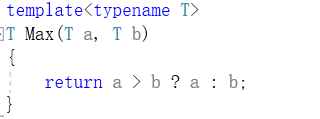 template<typename T>
T Max(T a, T b)
{
    return a > b ? a : b;
}